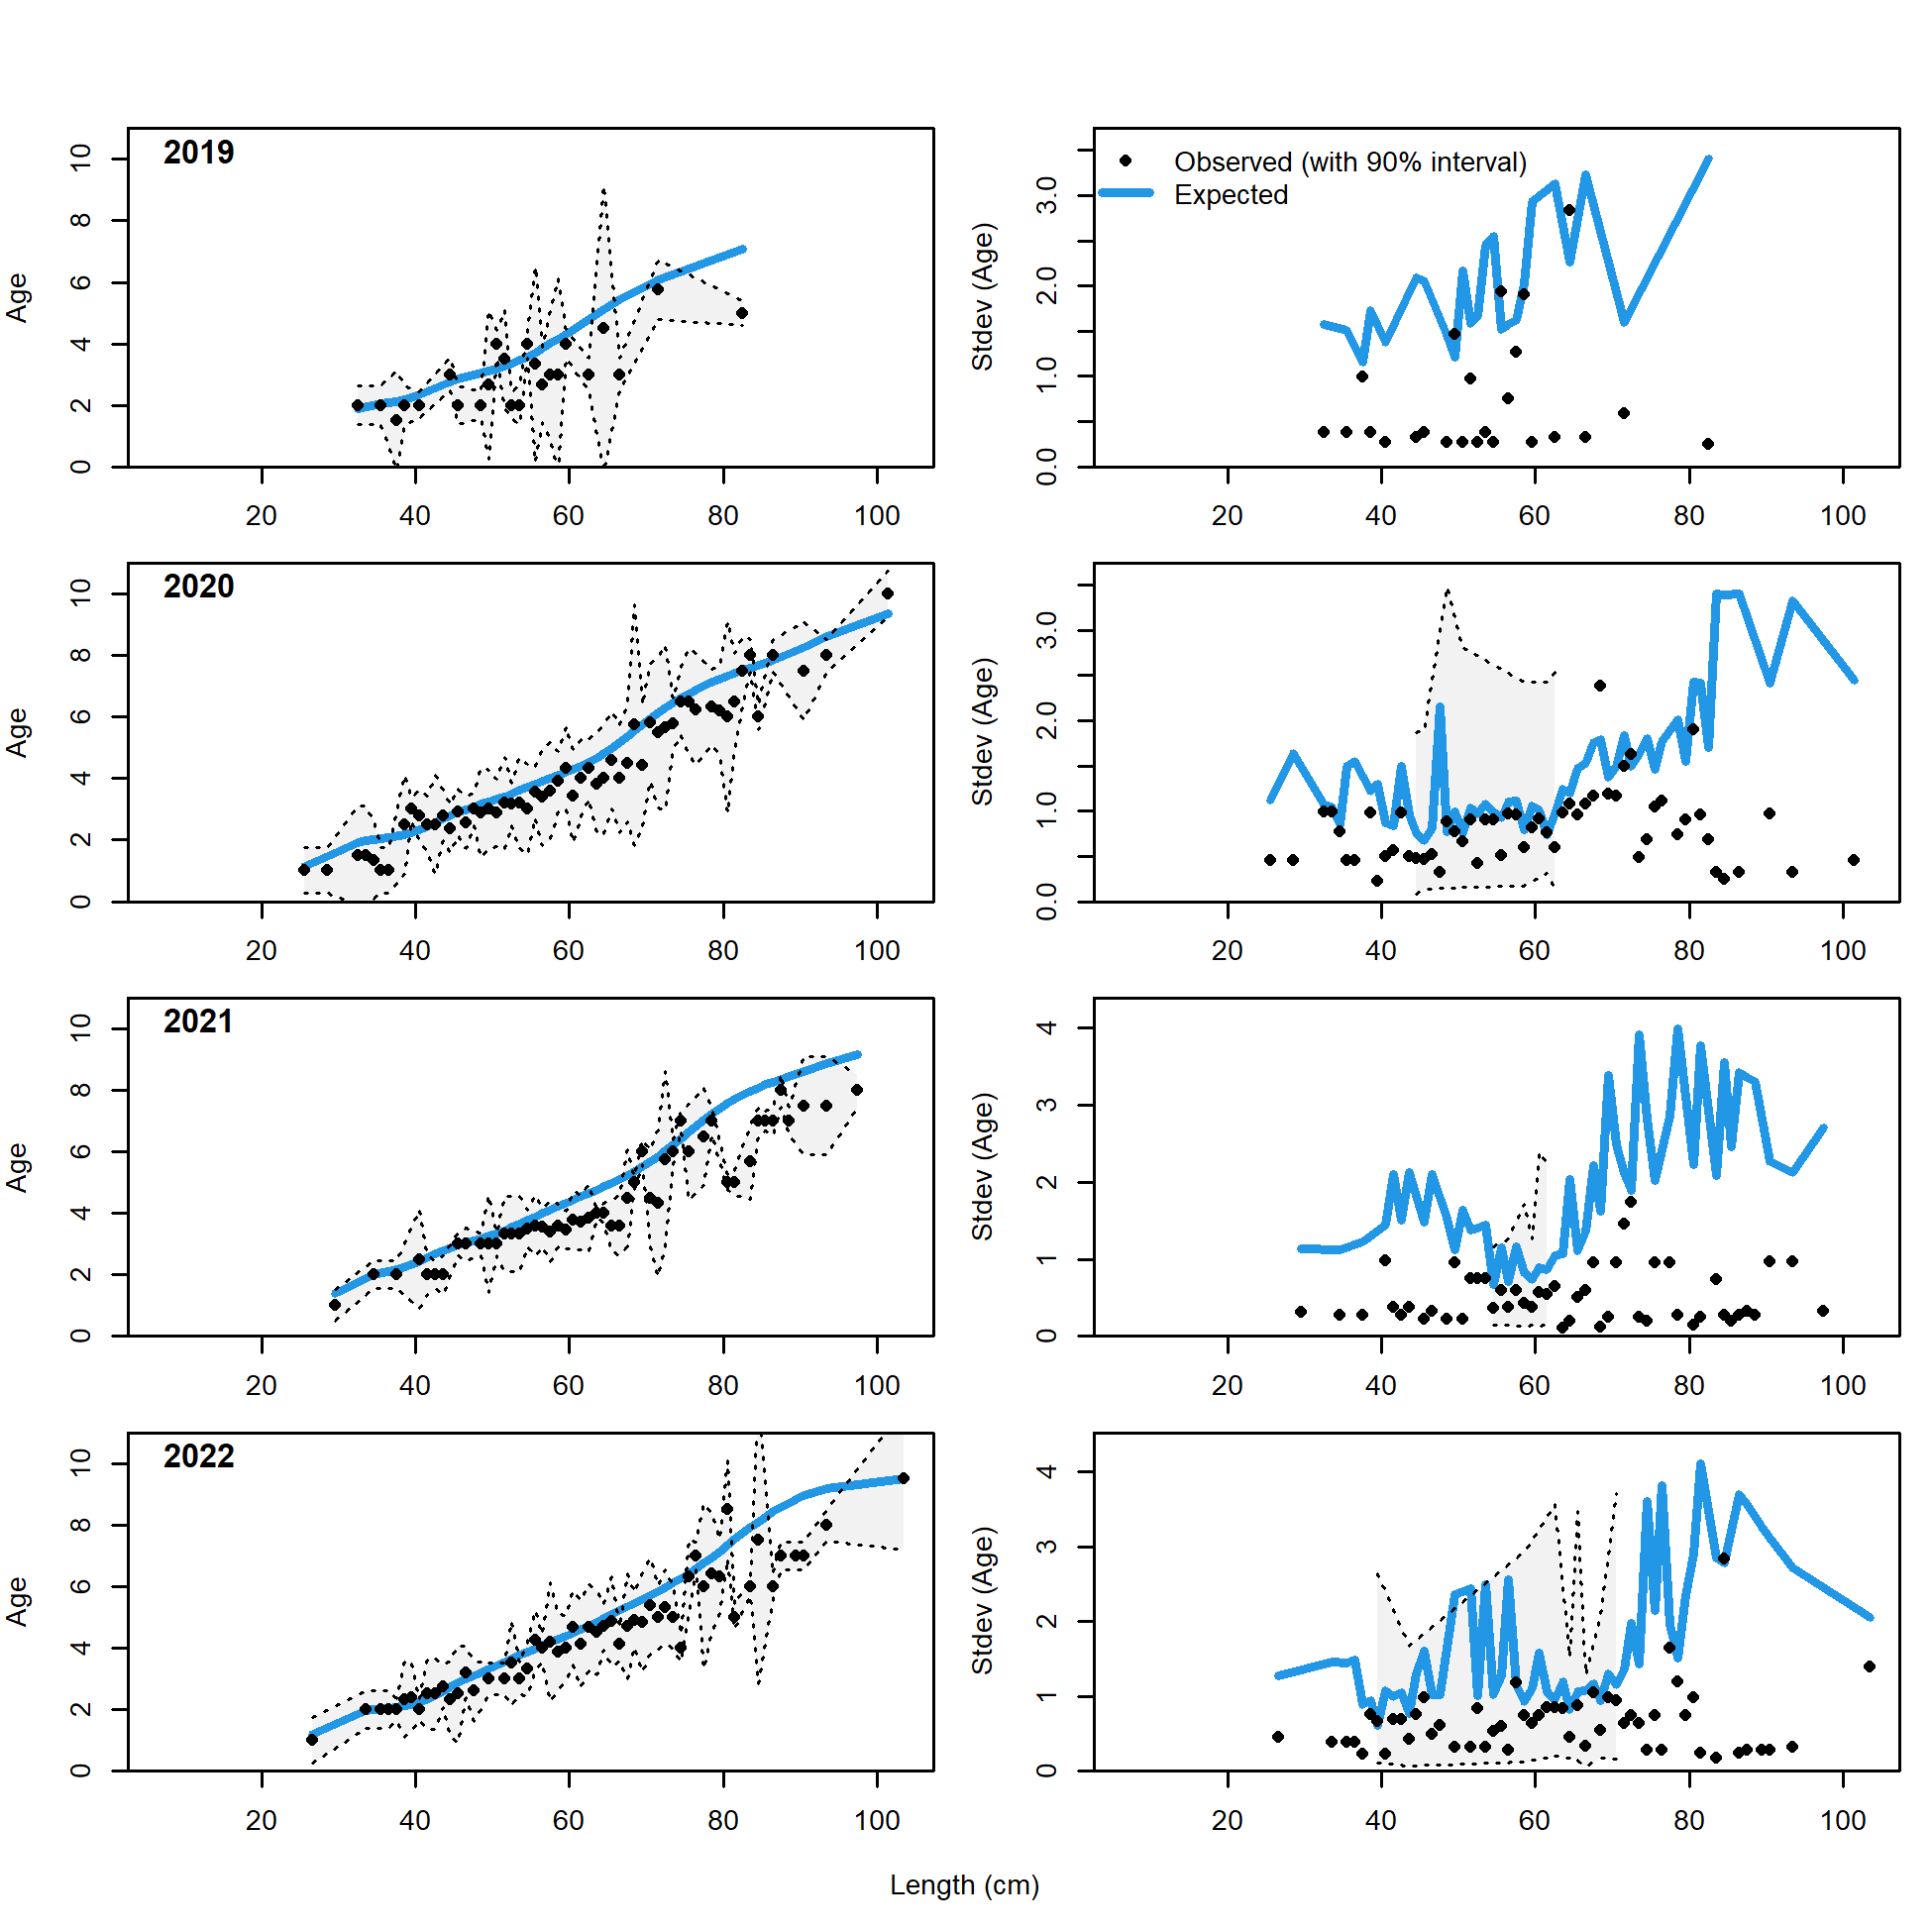 2019
Age
0 2 4 6 8 10
20 40 60 80 100
Observed (with 90% interval)
Expected
Stdev (Age)
0.0 1.0 2.0 3.0
20 40 60 80 100
2020
Age
0 2 4 6 8 10
20 40 60 80 100
Stdev (Age)
0.0 1.0 2.0 3.0
20 40 60 80 100
2021
Age
0 2 4 6 8 10
20 40 60 80 100
Stdev (Age)
0 1 2 3 4
20 40 60 80 100
2022
Age
0 2 4 6 8 10
20 40 60 80 100
Stdev (Age)
0 1 2 3 4
20 40 60 80 100
Length (cm)